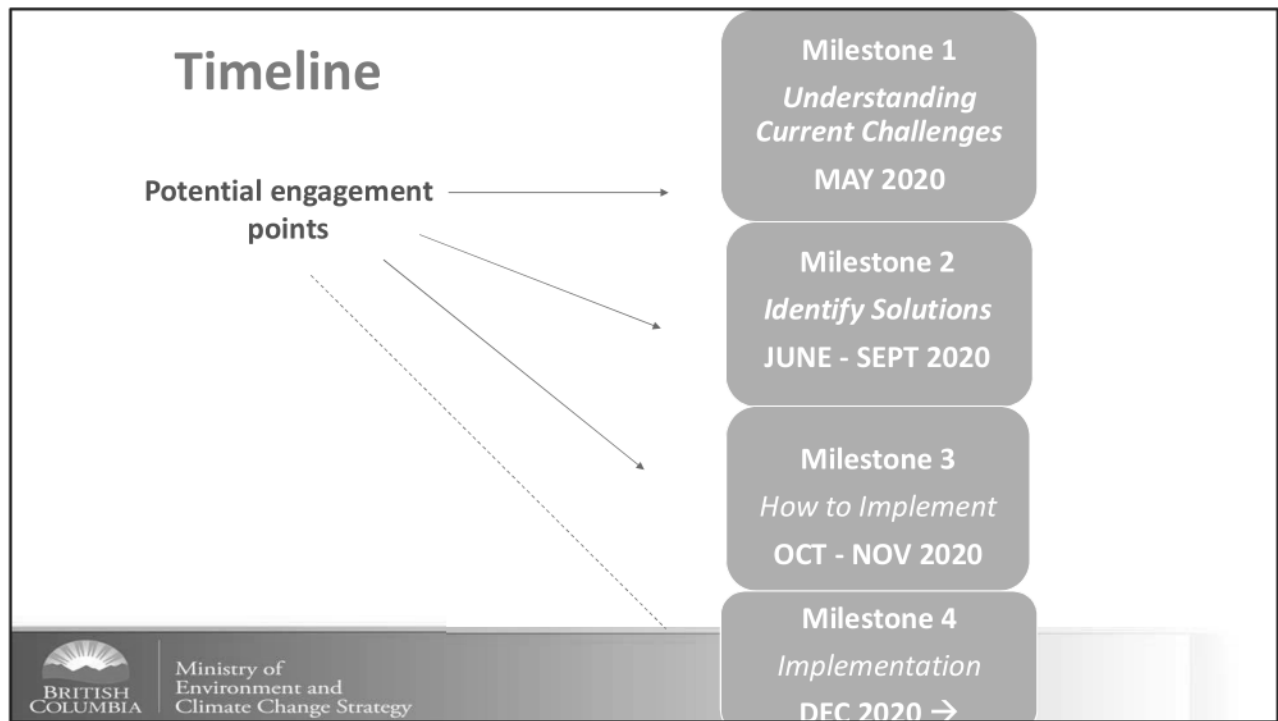 Timeline
Potential engagement
points
Milestone 1
Understanding
Current Challenges
MAY 2020
Milestone 2
Identify Solutions
JUNE - SEPT 2020
Milestone 3
How to Implement
OCT - NOV 2020
Milestone 4
Implementation
DEC 2020 →
BRITISH
COLUMBIA
Ministry of
Environment and
Climate Change Strategy